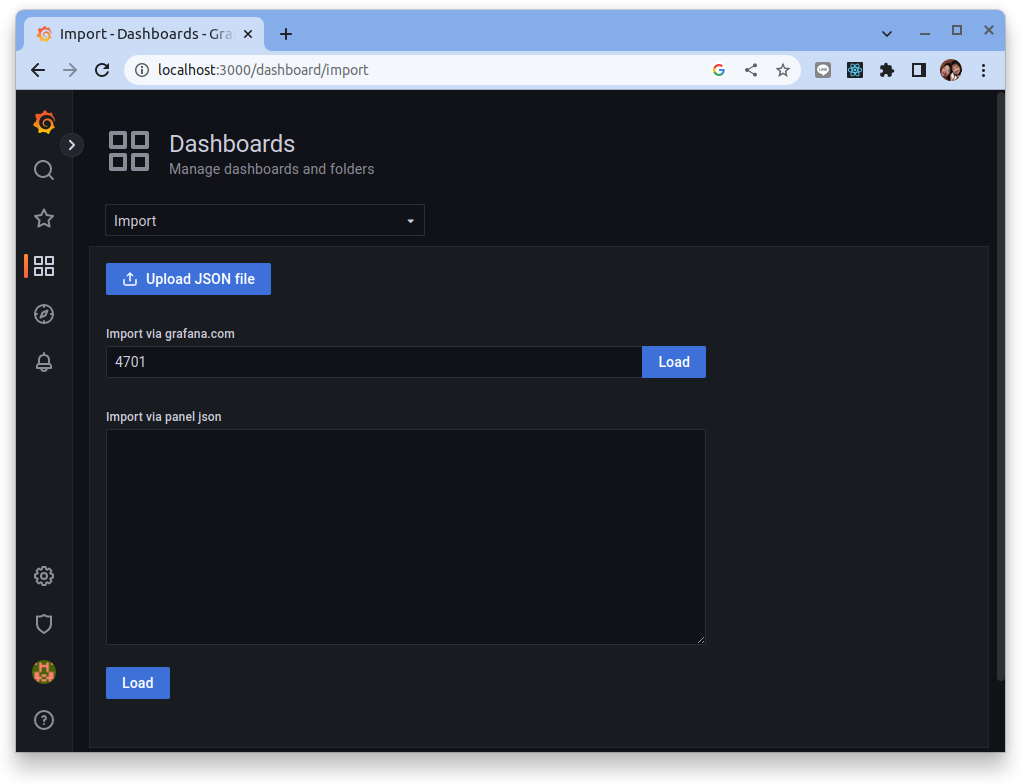 Import - Dashboards - Gra
localhost:3000/dashboard/import
Dashboards
Manage dashboards and folders
Import
Upload JSON file
Import via grafana.com
4701
Load
Import via panel json
Load